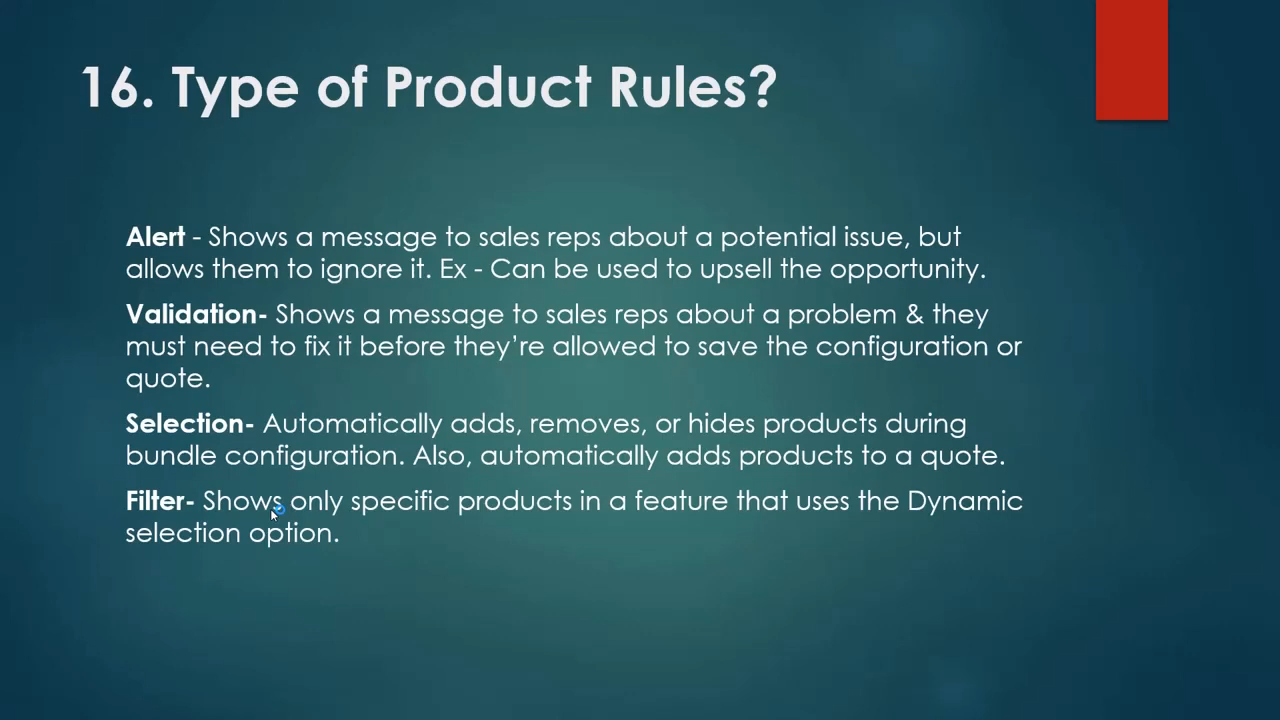 16. Type of Product Rules?
Alert - Shows a message to sales reps about a potential issue, but
allows them to ignore it. Ex - Can be used to upsell the opportunity.
Validation- Shows a message to sales reps about a problem & they
must need to fix it before they’re allowed to save the configuration or
quote.
Selection- Automatically adds, removes, or hides products during
bundle configuration. Also, automatically adds products to a quote.
Filter- Shows only specific products in a feature that uses the Dynamic
selection option.